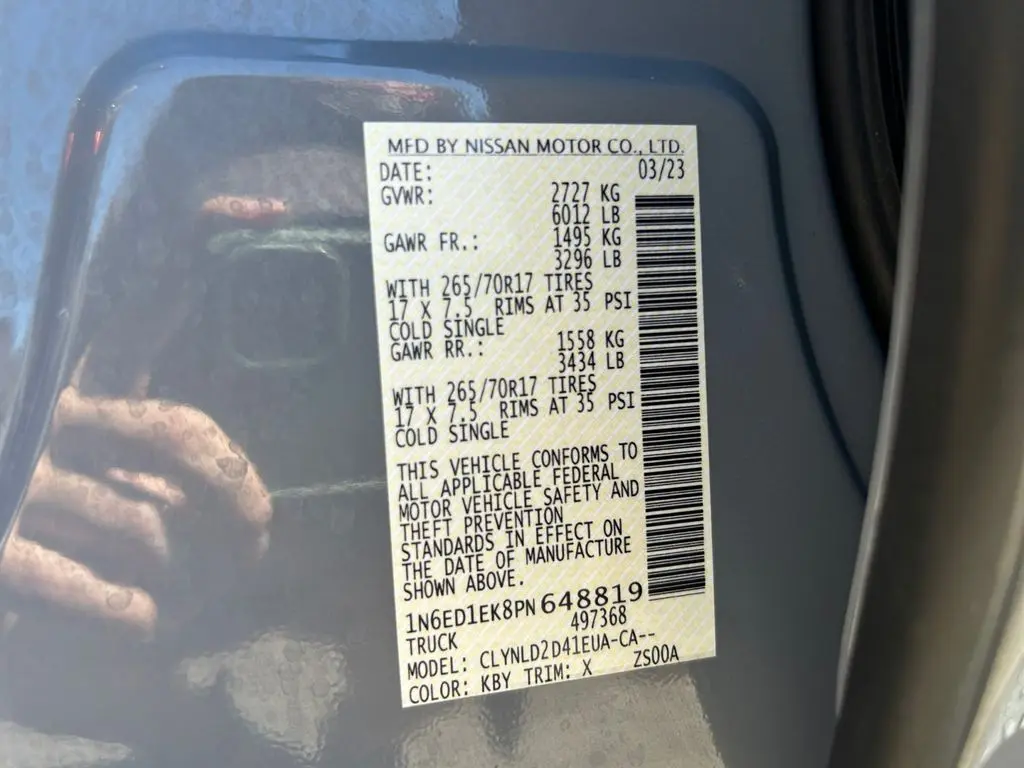 MFD BY NISSAN MOTOR CO., LTD.
DATE: 03/23
GVWR: 2727 KG
6012 LB
GAWR FR.: 1495 KG
3296 LB
WITH 265/70R17 TIRES
17 X 7.5 RIMS AT 35 PSI
COLD SINGLE
GAWR RR.: 1558 KG
3434 LB
WITH 265/70R17 TIRES
17 X 7.5 RIMS AT 35 PSI
COLD SINGLE
THIS VEHICLE CONFORMS TO
ALL APPLICABLE FEDERAL
MOTOR VEHICLE SAFETY AND
THEFT PREVENTION
STANDARDS IN EFFECT ON
THE DATE OF MANUFACTURE
SHOWN ABOVE.
1N6ED1EK8PN648819
TRUCK 497368
MODEL: CLYNLD2D41EUA-CA--
COLOR: KBY TRIM: X ZS00A